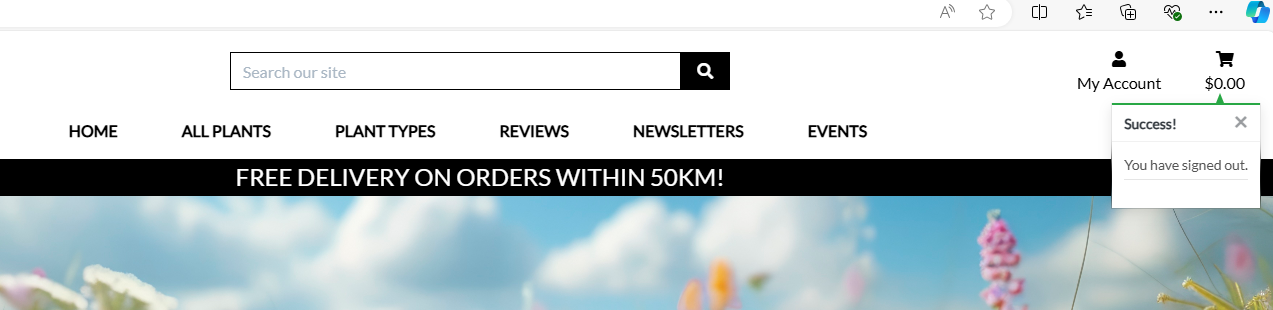 Search our site
My Account
$0.00
HOME
ALL PLANTS
PLANT TYPES
REVIEWS
NEWSLETTERS
EVENTS
Success!
You have signed out.
FREE DELIVERY ON ORDERS WITHIN 50KM!